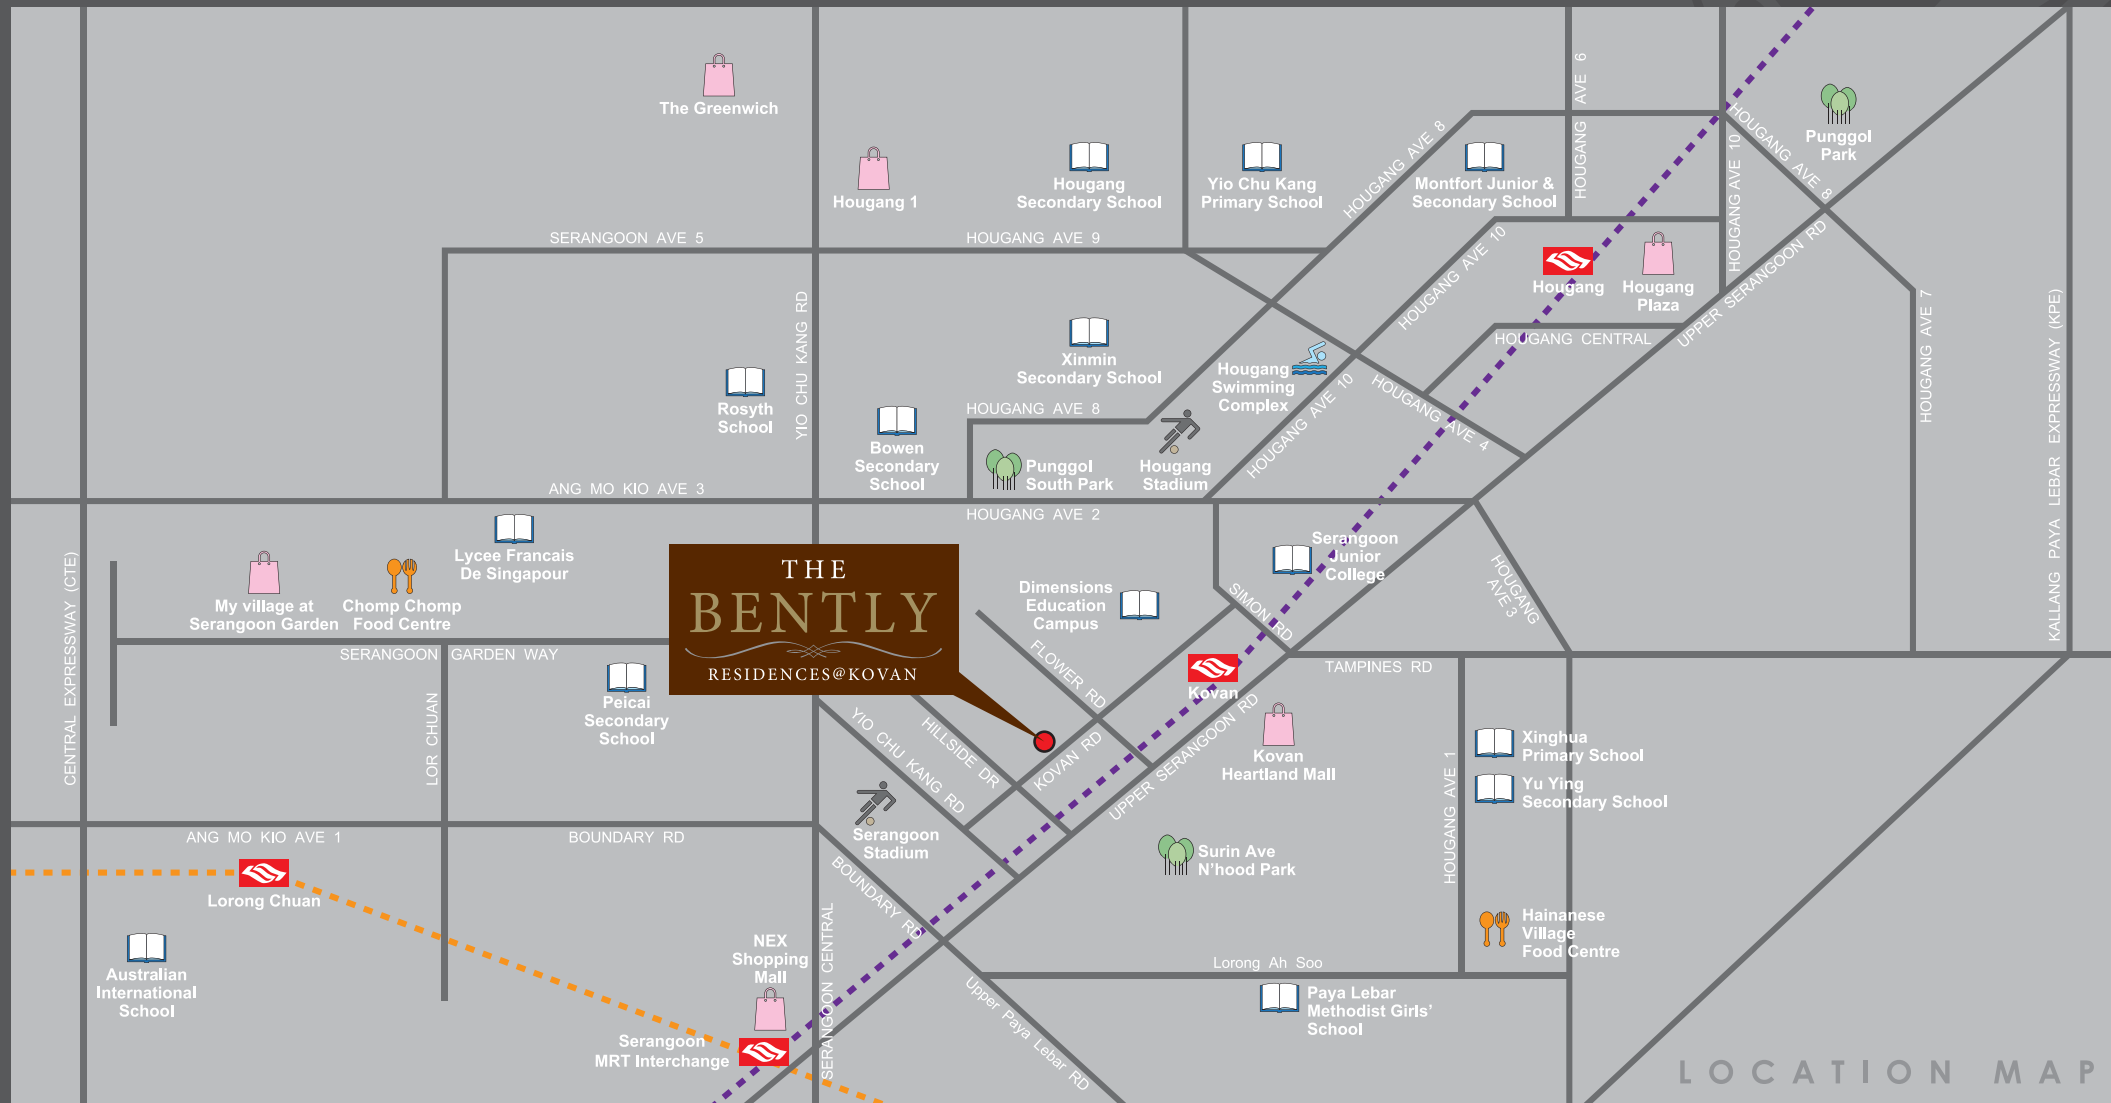 The Greenwich
Hougang 1
Hougang
Secondary School
Yio Chu Kang
Primary School
HOUGANG AVE 8
Montfort Junior &
Secondary School
HOUGANG AVE 6
HOUGANG AVE 10
HOUGANG AVE 8
Punggol
Park
SERANGOON AVE 5
HOUGANG AVE 9
HOUGANG AVE 10
Hougang
Hougang
Plaza
UPPER SERANGOON RD
HOUGANG CENTRAL
HOUGANG AVE 7
KALLANG PAYA LEBAR EXPRESSWAY (KPE)
YIO CHU KANG RD
Rosyth
School
Xinmin
Secondary School
Hougang
Swimming
Complex
HOUGANG AVE 10
HOUGANG AVE 4
HOUGANG AVE 8
Bowen
Secondary
School
Punggol
South Park
Hougang
Stadium
ANG MO KIO AVE 3
HOUGANG AVE 2
CENTRAL EXPRESSWAY (CTE)
My village at
Serangoon Garden
Chomp Chomp
Food Centre
Lycee Francais
De Singapour
THE
BENTLY
RESIDENCES@KOVAN
Dimensions
Education
Campus
Serangoon
Junior
College
SIMON RD
HOUGANG
AVE 3
SERANGOON GARDEN WAY
LOR CHUAN
Peicai
Secondary
School
FLOWER RD
Kovan
TAMPINES RD
YIO CHU KANG RD
HILLSIDE DR
KOVAN RD
UPPER SERANGOON RD
Kovan
Heartland Mall
HOUGANG AVE 1
Xinghua
Primary School
Yu Ying
Secondary School
ANG MO KIO AVE 1
BOUNDARY RD
Serangoon
Stadium
BOUNDARY RD
Surin Ave
N'hood Park
Lorong Chuan
Australian
International
School
NEX
Shopping
Mall
SERANGOON CENTRAL
Serangoon
MRT Interchange
Upper Paya Lebar RD
Lorong Ah Soo
Hainanese
Village
Food Centre
Paya Lebar
Methodist Girls'
School
LOCATION MAP